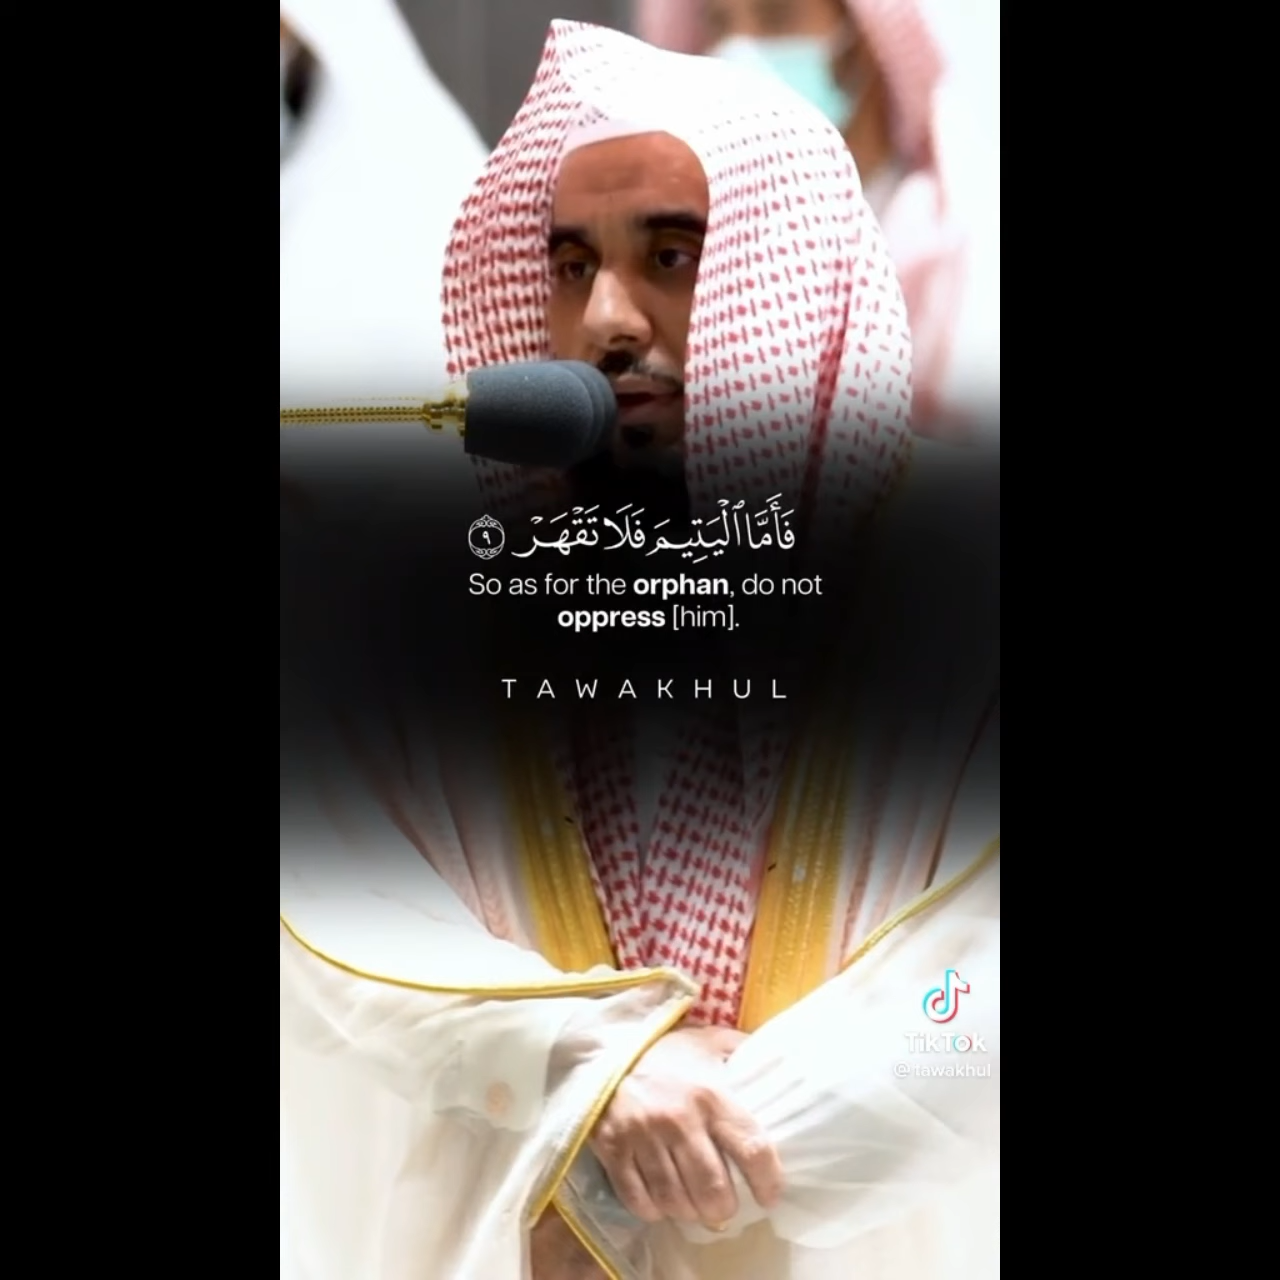 فَأَمَّا ٱلْيَتِيمَ فَلَا تَقْهَرْ ٩
So as for the orphan, do not
oppress [him].
TAWAKHUL
TikTok
@tawakhul